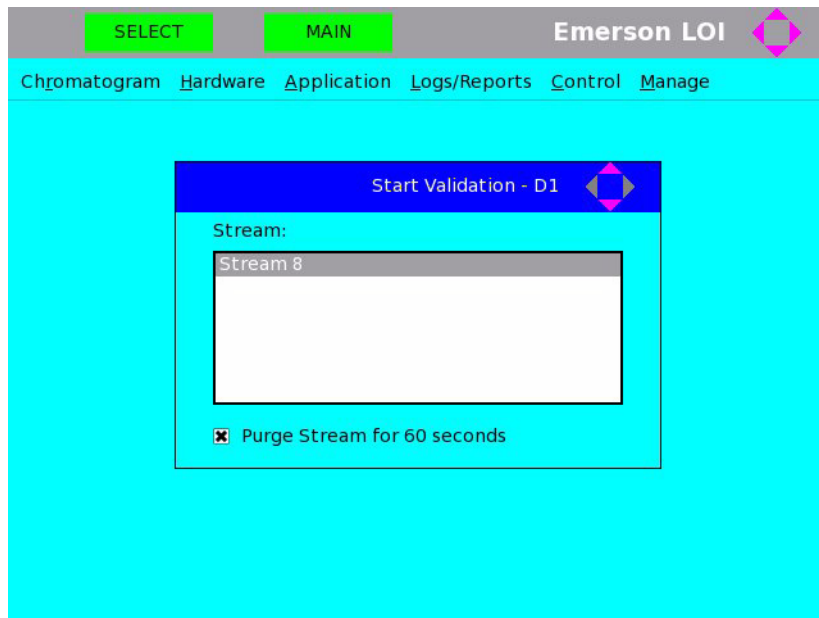 SELECT MAIN Emerson LOI
Chromatogram Hardware Application Logs/Reports Control Manage
Start Validation - D1
Stream:
Stream 8
Purge Stream for 60 seconds